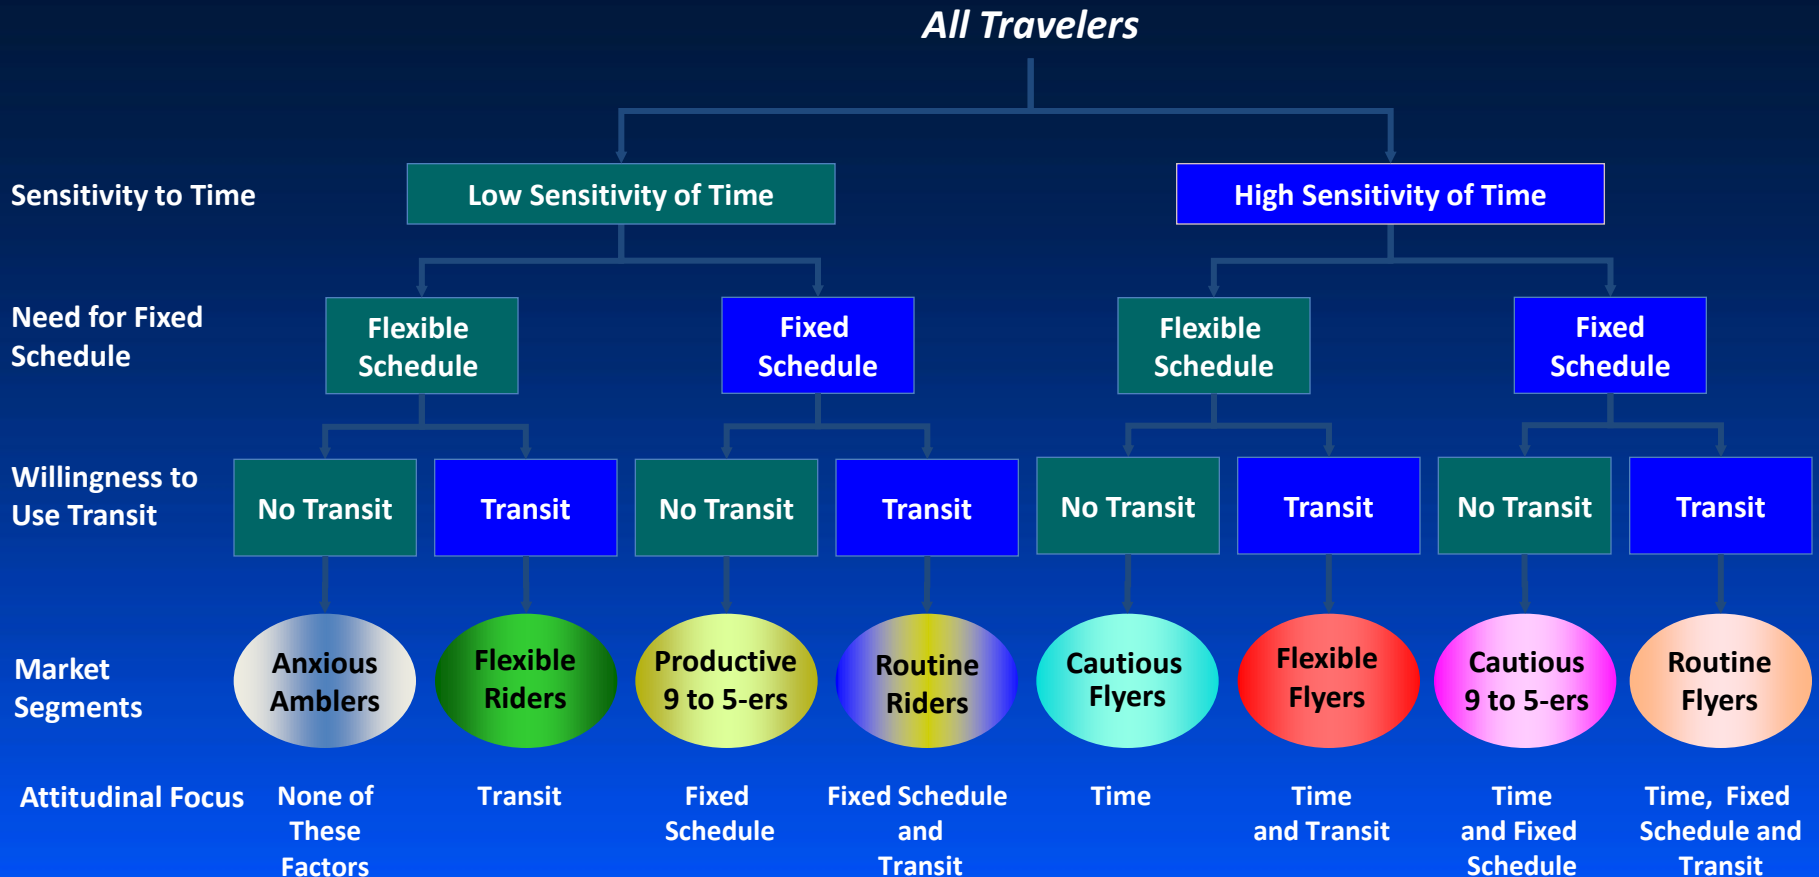 All Travelers
Sensitivity to Time
Low Sensitivity of Time
High Sensitivity of Time
Need for Fixed
Schedule
Flexible
Schedule
Fixed
Schedule
Flexible
Schedule
Fixed
Schedule
Willingness to
Use Transit
No Transit
Transit
No Transit
Transit
No Transit
Transit
No Transit
Transit
Market
Segments
Anxious
Amblers
Flexible
Riders
Productive
9 to 5-ers
Routine
Riders
Cautious
Flyers
Flexible
Flyers
Cautious
9 to 5-ers
Routine
Flyers
Attitudinal Focus
None of
These
Factors
Transit
Fixed
Schedule
Fixed Schedule
and
Transit
Time
Time
and Transit
Time
and Fixed
Schedule
Time, Fixed
Schedule and
Transit